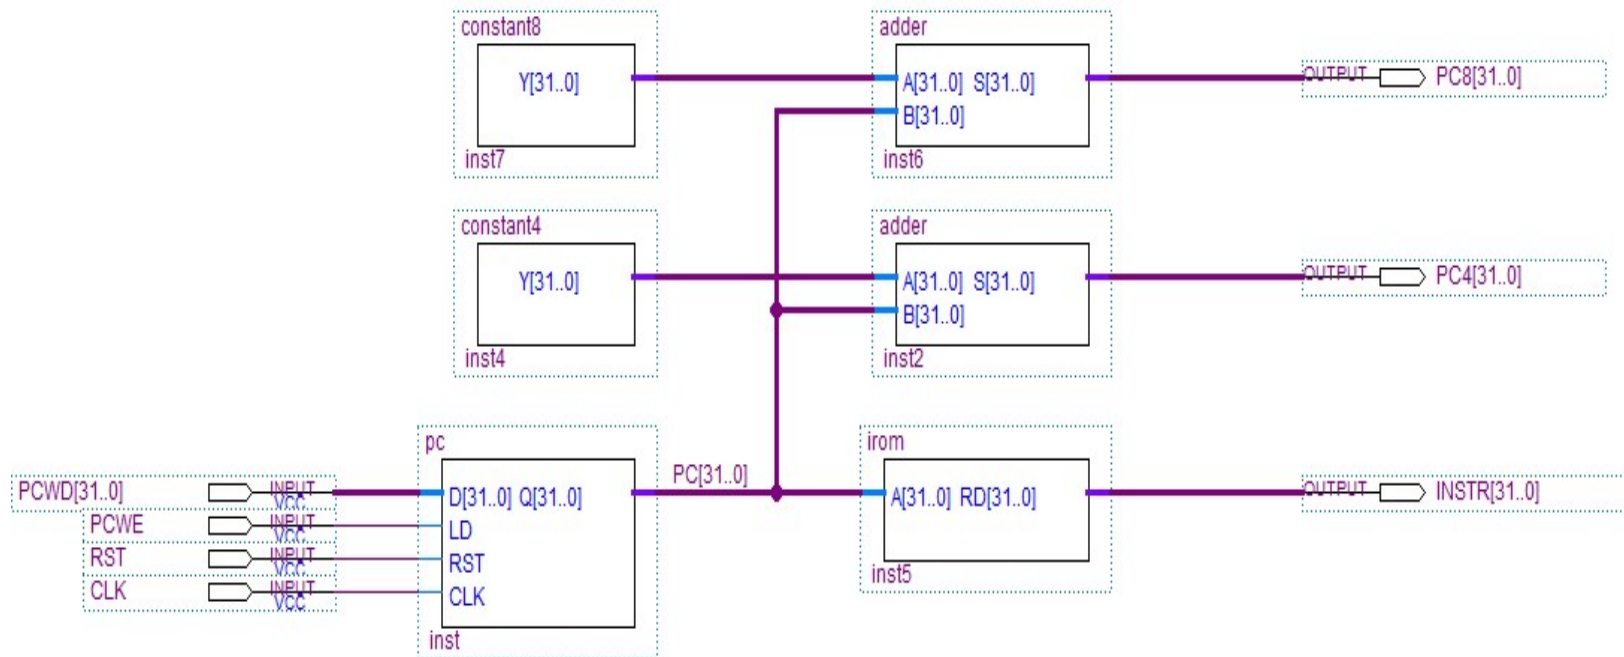 constant8
Y[31..0]
inst7
adder
A[31..0] S[31..0]
B[31..0]
inst6
OUTPUT PC8[31..0]
constant4
Y[31..0]
inst4
adder
A[31..0] S[31..0]
B[31..0]
inst2
OUTPUT PC4[31..0]
PCWD[31..0] INPUT
VCC
PCWE INPUT
VCC
RST INPUT
VCC
CLK INPUT
VCC
pc
D[31..0] Q[31..0]
LD
RST
CLK
inst
PC[31..0]
irom
A[31..0] RD[31..0]
inst5
OUTPUT INSTR[31..0]